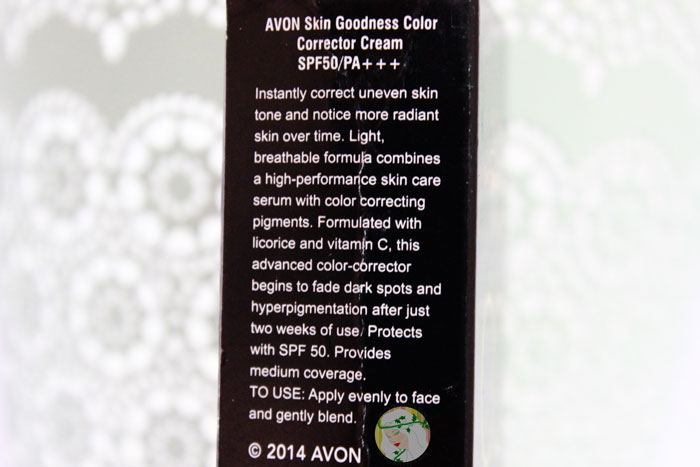 AVON Skin Goodness Color
Corrector Cream
SPF50/PA+++
Instantly correct uneven skin
tone and notice more radiant
skin over time. Light,
breathable formula combines
a high-performance skin care
serum with color correcting
pigments. Formulated with
licorice and vitamin C, this
advanced color-corrector
begins to fade dark spots and
hyperpigmentation after just
two weeks of use. Protects
with SPF 50. Provides
medium coverage.
TO USE: Apply evenly to face
and gently blend.
© 2014 AVON